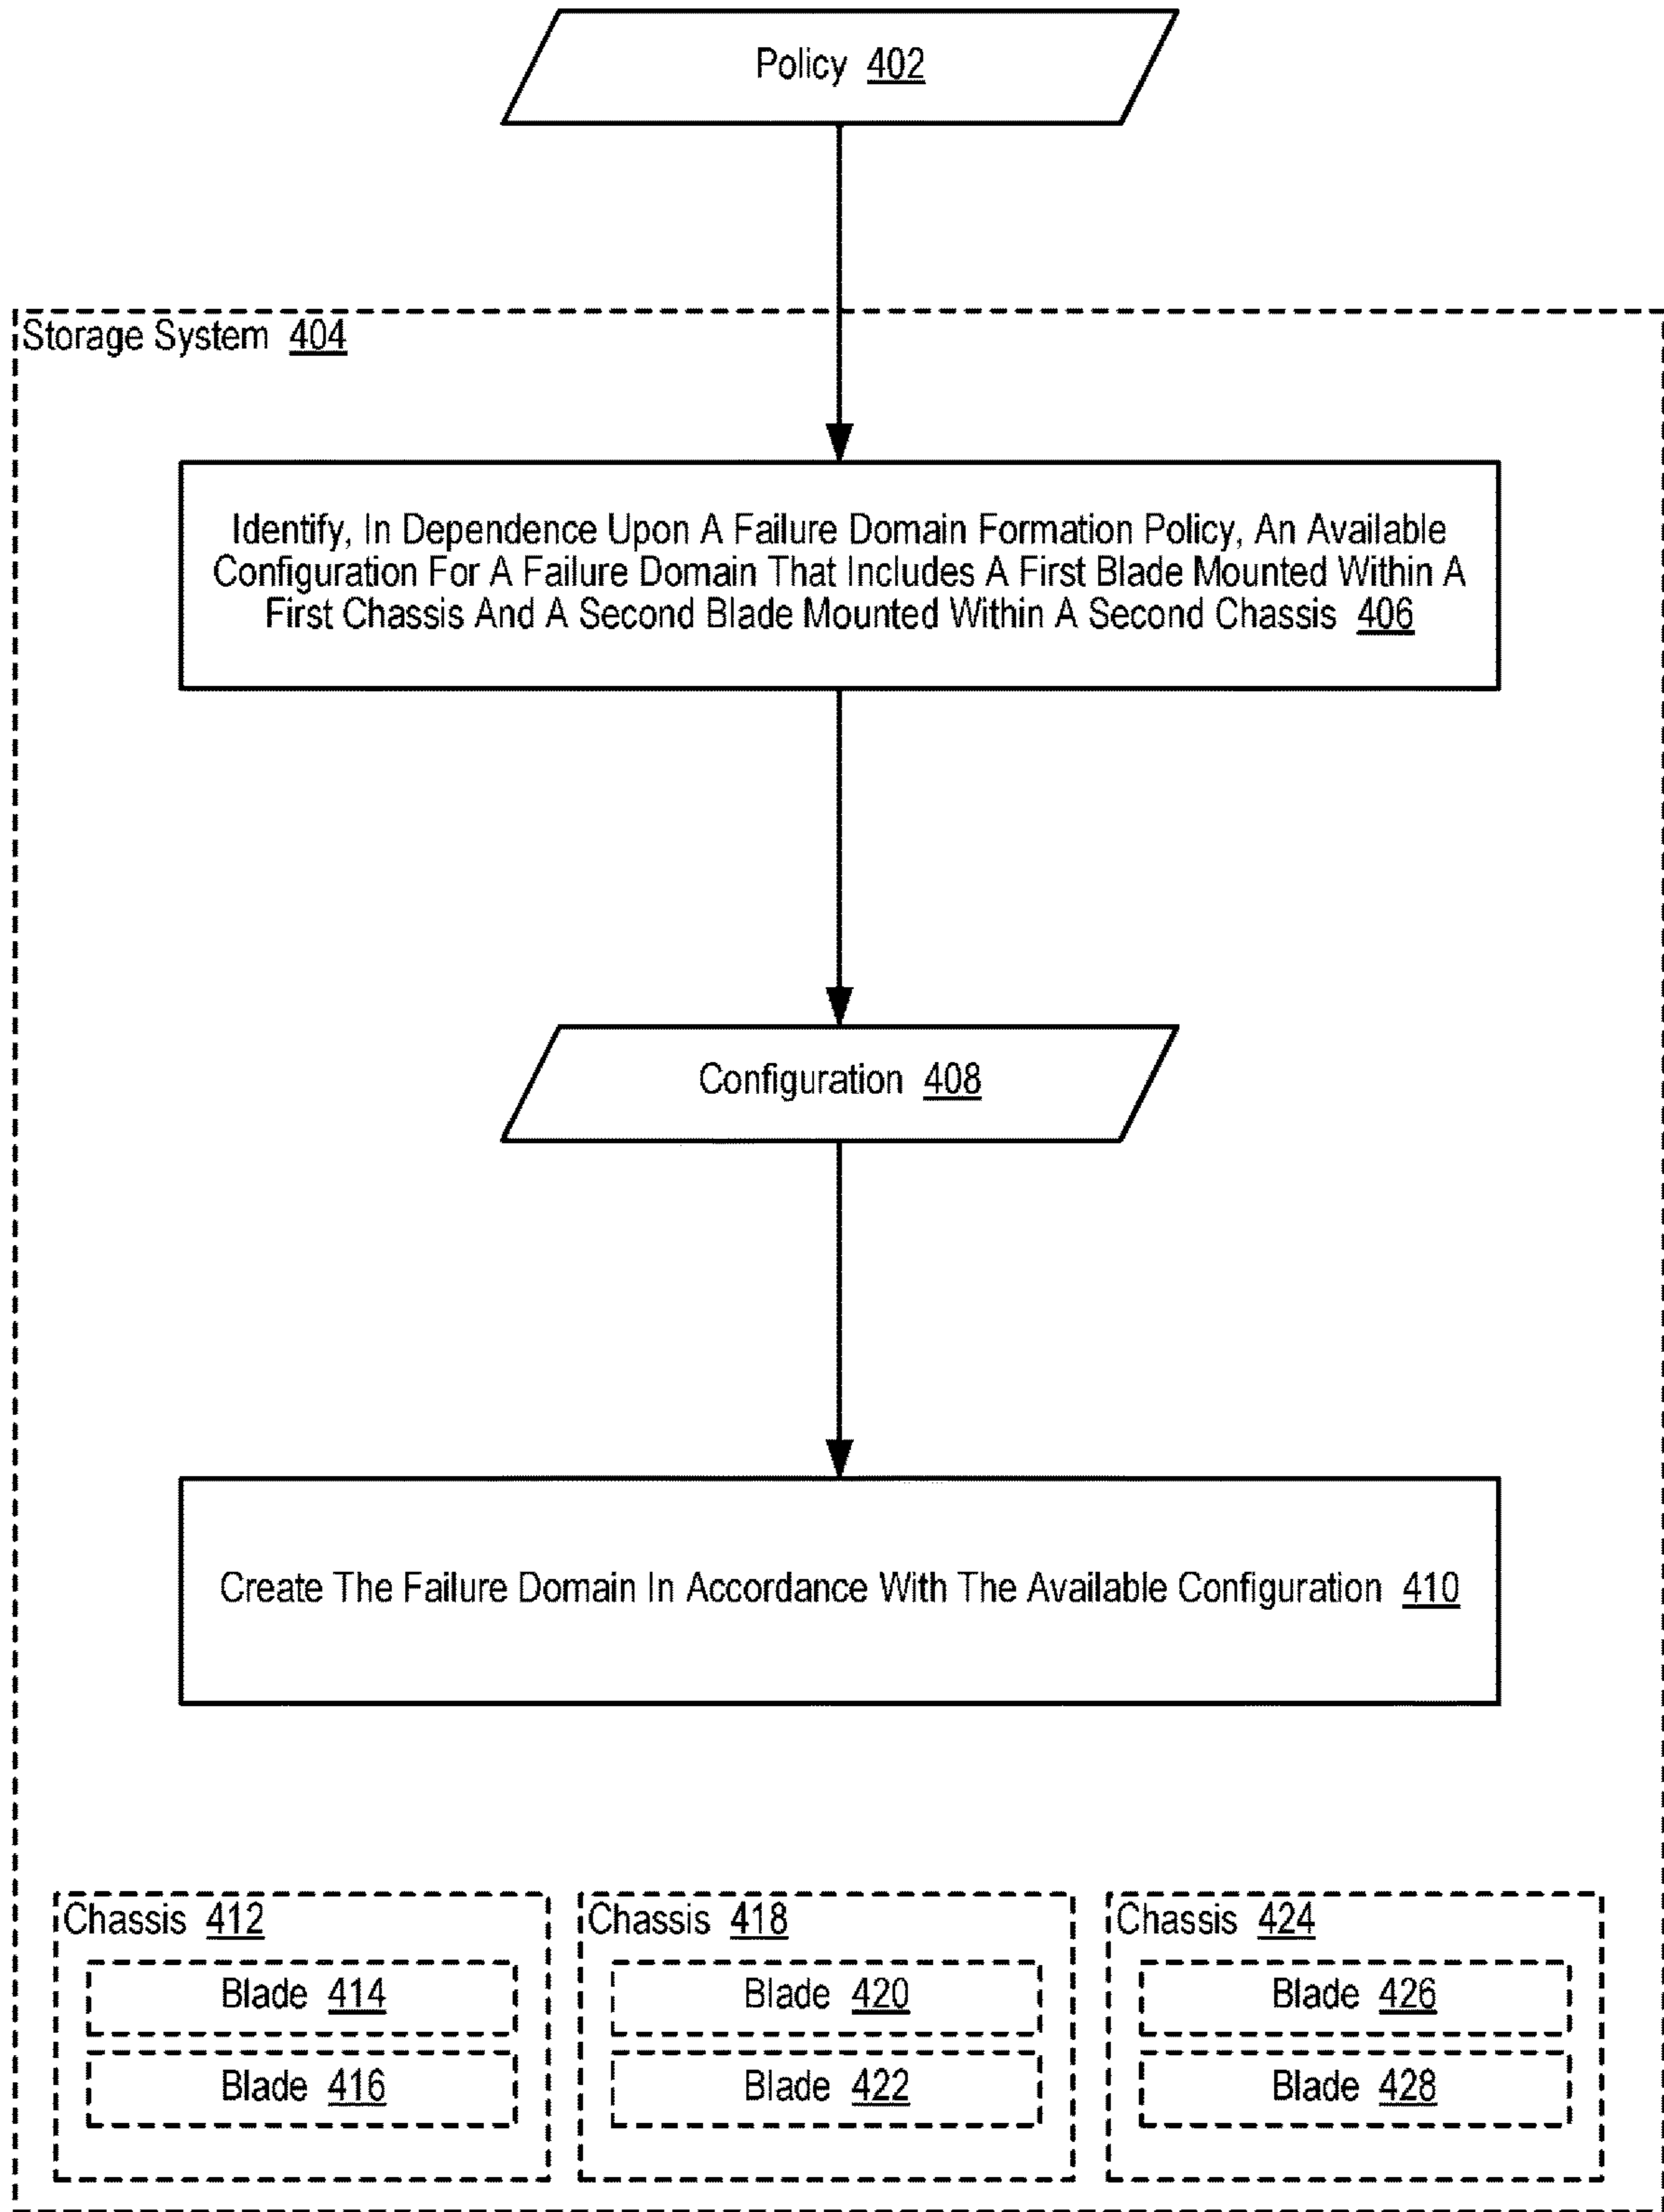 Policy 402
Storage System 404
Identify, In Dependence Upon A Failure Domain Formation Policy, An Available
Configuration For A Failure Domain That Includes A First Blade Mounted Within A
First Chassis And A Second Blade Mounted Within A Second Chassis 406
Configuration 408
Create The Failure Domain In Accordance With The Available Configuration 410
Chassis 412
Blade 414
Blade 416
Chassis 418
Blade 420
Blade 422
Chassis 424
Blade 426
Blade 428